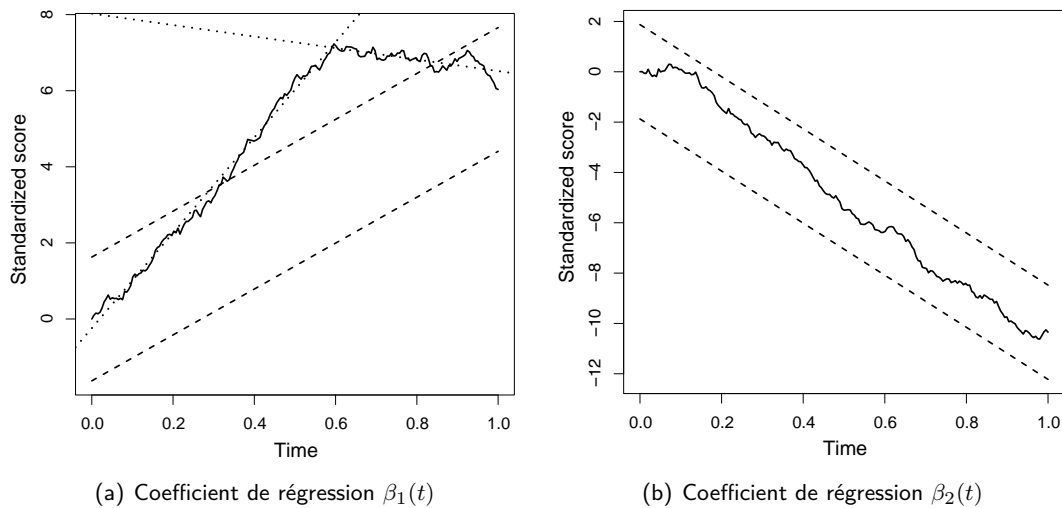 8
6
4
2
0
Standardized score
0.0 0.2 0.4 0.6 0.8 1.0
Time
(a) Coefficient de régression β₁(t)
2
0
−2
−4
−6
−8
−10
−12
Standardized score
0.0 0.2 0.4 0.6 0.8 1.0
Time
(b) Coefficient de régression β₂(t)